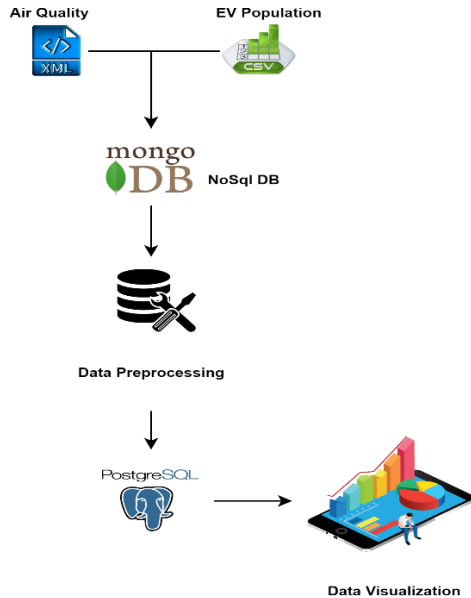 Air Quality
EV Population
XML
CSV
mongo
DB
NoSql DB
Data Preprocessing
PostgreSQL
Data Visualization